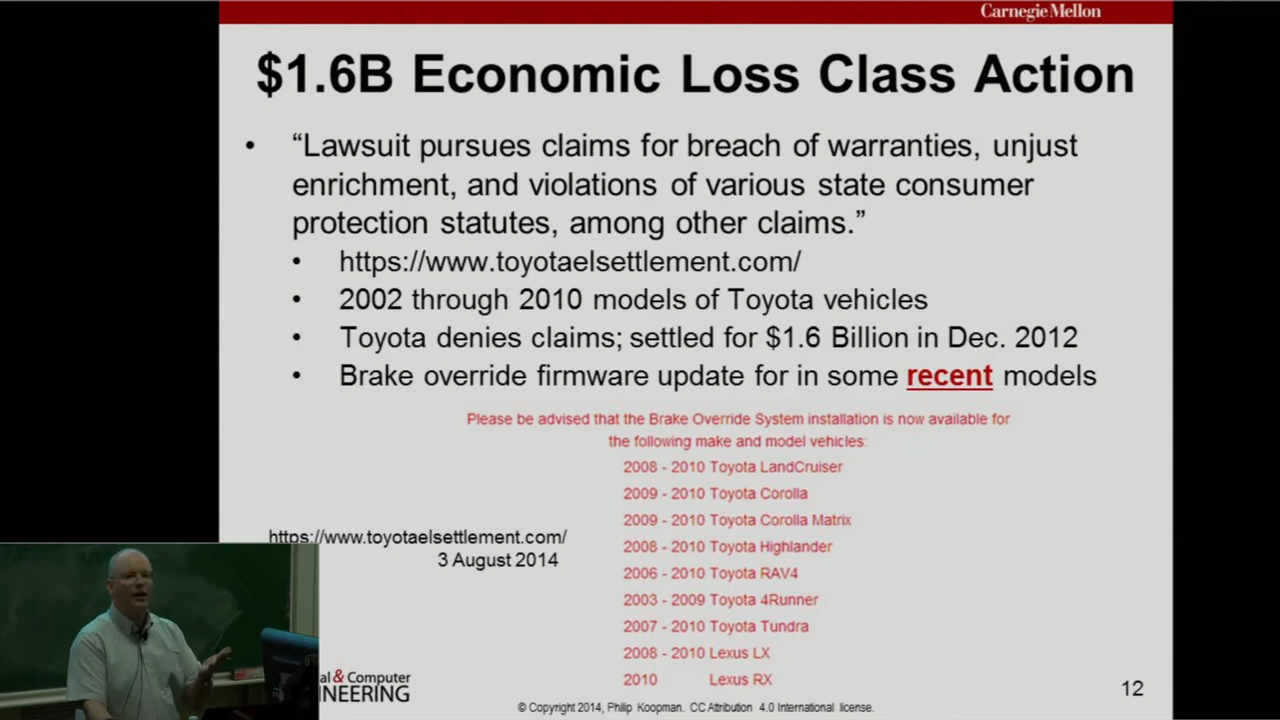 Carnegie Mellon
$1.6B Economic Loss Class Action
• “Lawsuit pursues claims for breach of warranties, unjust
enrichment, and violations of various state consumer
protection statutes, among other claims.”
• https://www.toyotaelsettlement.com/
• 2002 through 2010 models of Toyota vehicles
• Toyota denies claims; settled for $1.6 Billion in Dec. 2012
• Brake override firmware update for in some recent models
Please be advised that the Brake Override System installation is now available for
the following make and model vehicles:
2008 - 2010 Toyota LandCruiser
2009 - 2010 Toyota Corolla
2009 - 2010 Toyota Corolla Matrix
2008 - 2010 Toyota Highlander
2006 - 2010 Toyota RAV4
2003 - 2009 Toyota 4Runner
2007 - 2010 Toyota Tundra
2008 - 2010 Lexus LX
2010 Lexus RX
https://www.toyotaelsettlement.com/
3 August 2014
al & Computer
INEERING
© Copyright 2014, Philip Koopman. CC Attribution 4.0 International license.
12